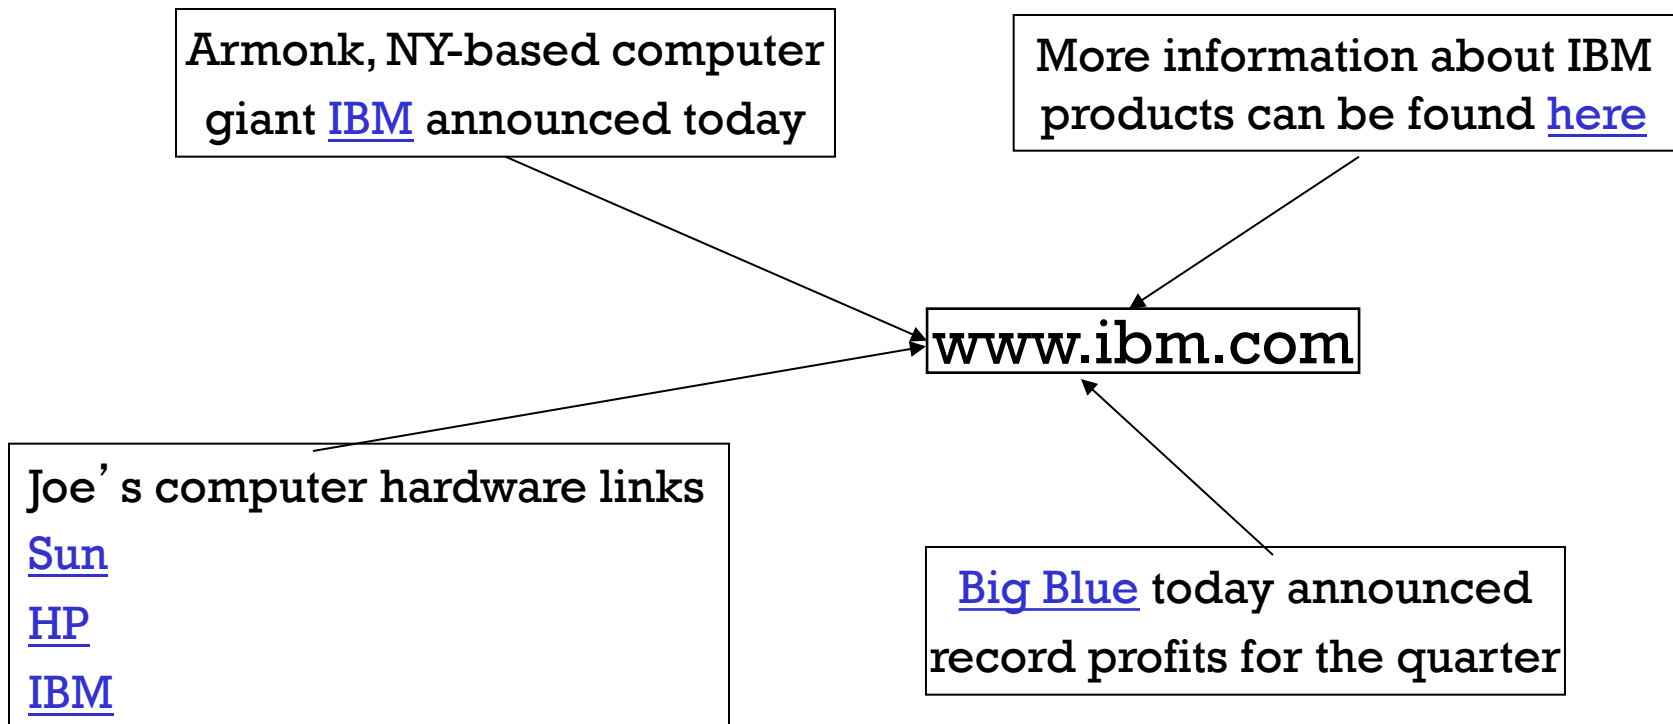 Armonk, NY-based computer
giant IBM announced today
More information about IBM
products can be found here
www.ibm.com
Joe’s computer hardware links
Sun
HP
IBM
Big Blue today announced
record profits for the quarter